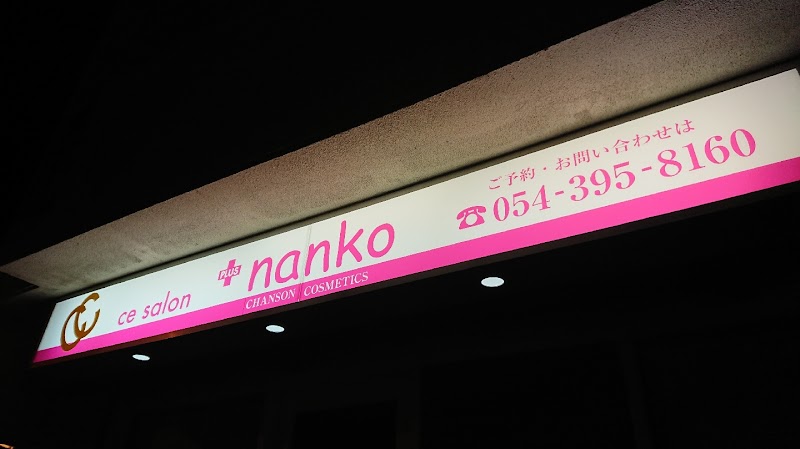 ce salon
PLUS nanko
CHANSON COSMETICS
ご予約・お問い合わせは
☎054-395-8160